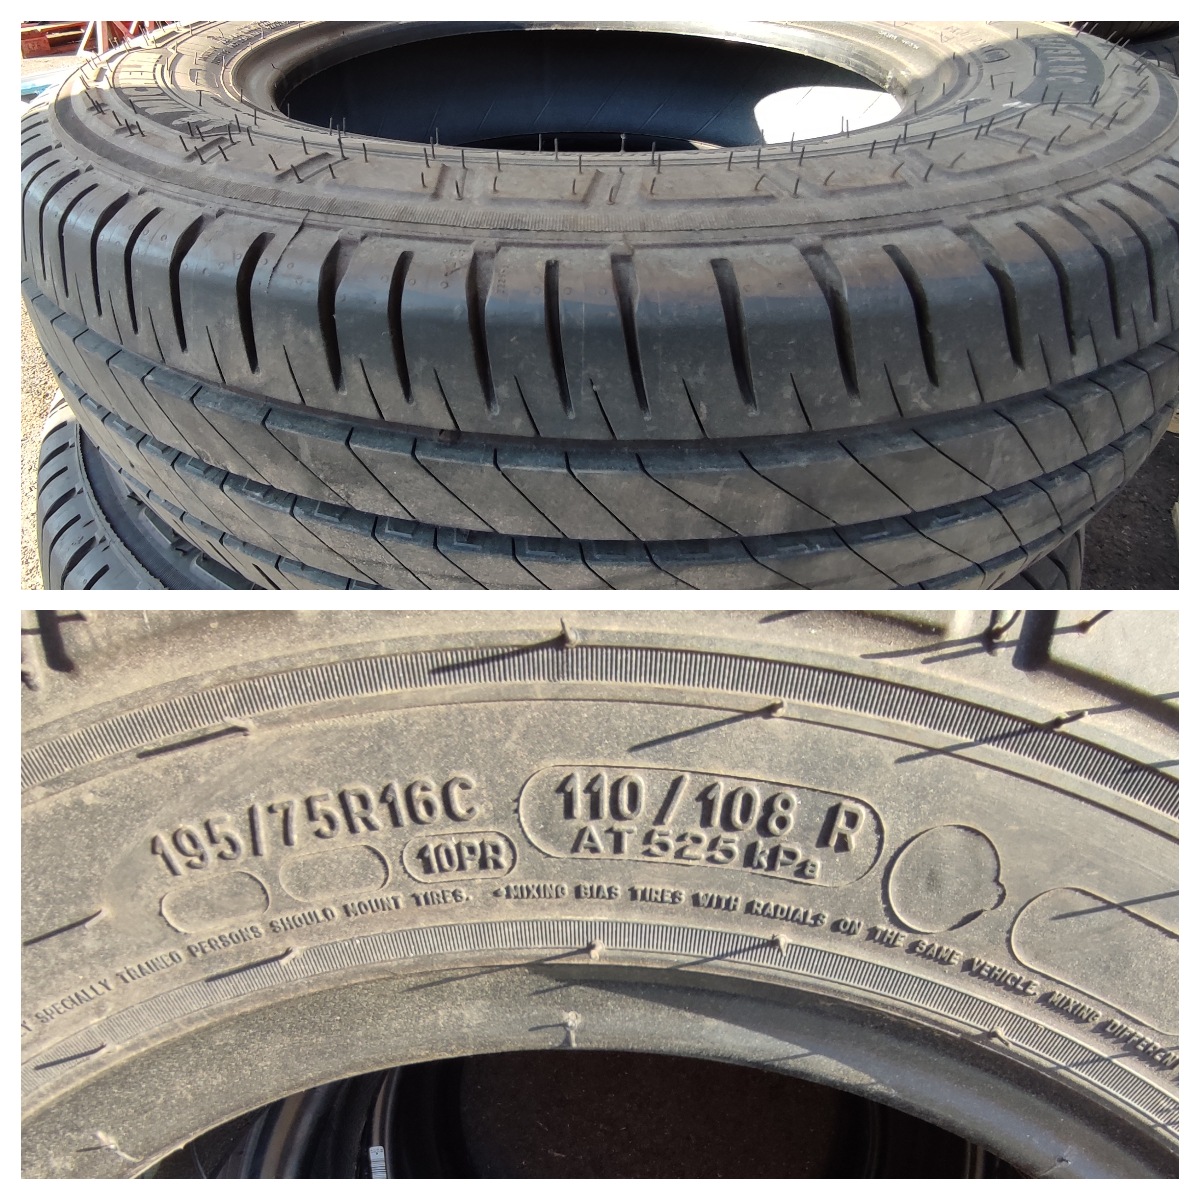 195/75R16C
110/108 R
10PR
AT 525 kPa
SPECIALLY TRAINED PERSONS SHOULD MOUNT TIRES. MIXING BIAS TIRES WITH RADIALS ON THE SAME VEHICLE, MIXING DIFFEREN